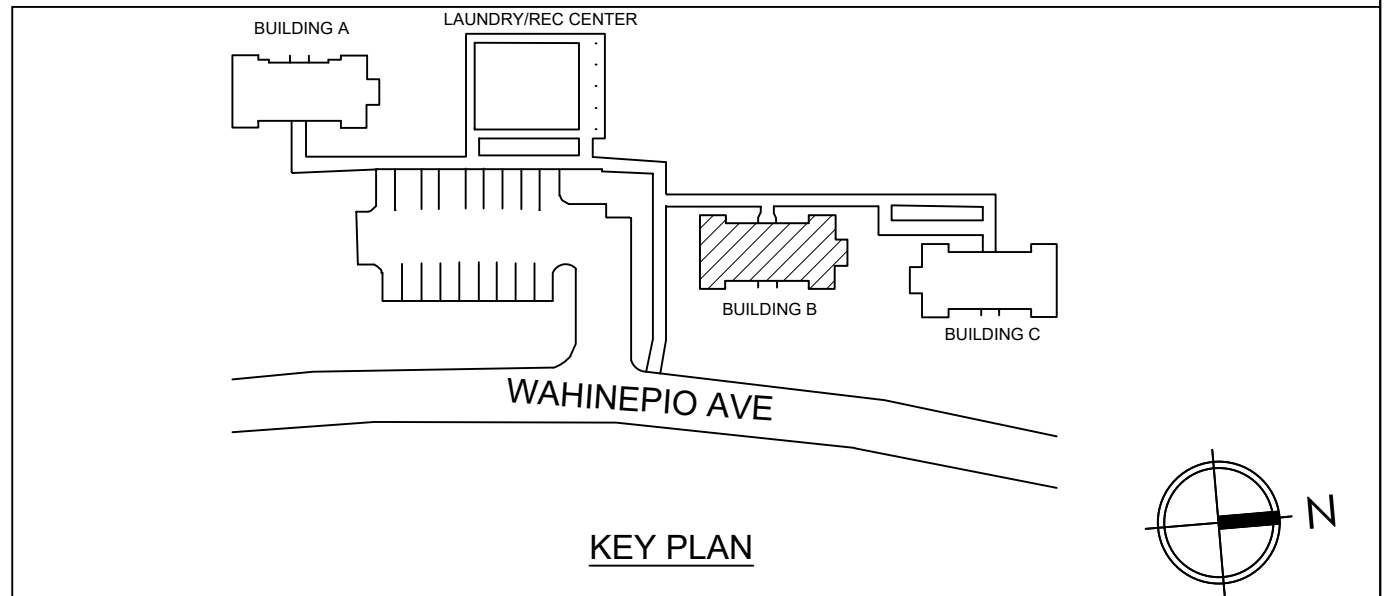 BUILDING A
LAUNDRY/REC CENTER
BUILDING B
BUILDING C
WAHINEPIO AVE
N
KEY PLAN